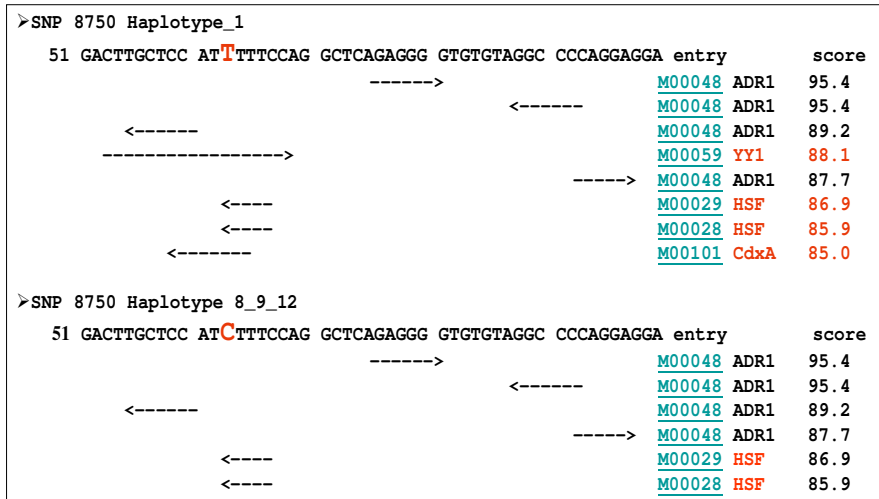 ➢SNP 8750 Haplotype_1
51 GACTTGCTCC ATTTTTCCAG GCTCAGAGGG GTGTGTAGGC CCCAGGAGGA entry score
------> M00048 ADR1 95.4
<------ M00048 ADR1 95.4
<------ M00048 ADR1 89.2
----------------> M00059 YY1 88.1
-----> M00048 ADR1 87.7
<---- M00029 HSF 86.9
<---- M00028 HSF 85.9
<------- M00101 CdxA 85.0
➢SNP 8750 Haplotype 8_9_12
51 GACTTGCTCC ATCTTTCCAG GCTCAGAGGG GTGTGTAGGC CCCAGGAGGA entry score
------> M00048 ADR1 95.4
<------ M00048 ADR1 95.4
<------ M00048 ADR1 89.2
-----> M00048 ADR1 87.7
<---- M00029 HSF 86.9
<---- M00028 HSF 85.9